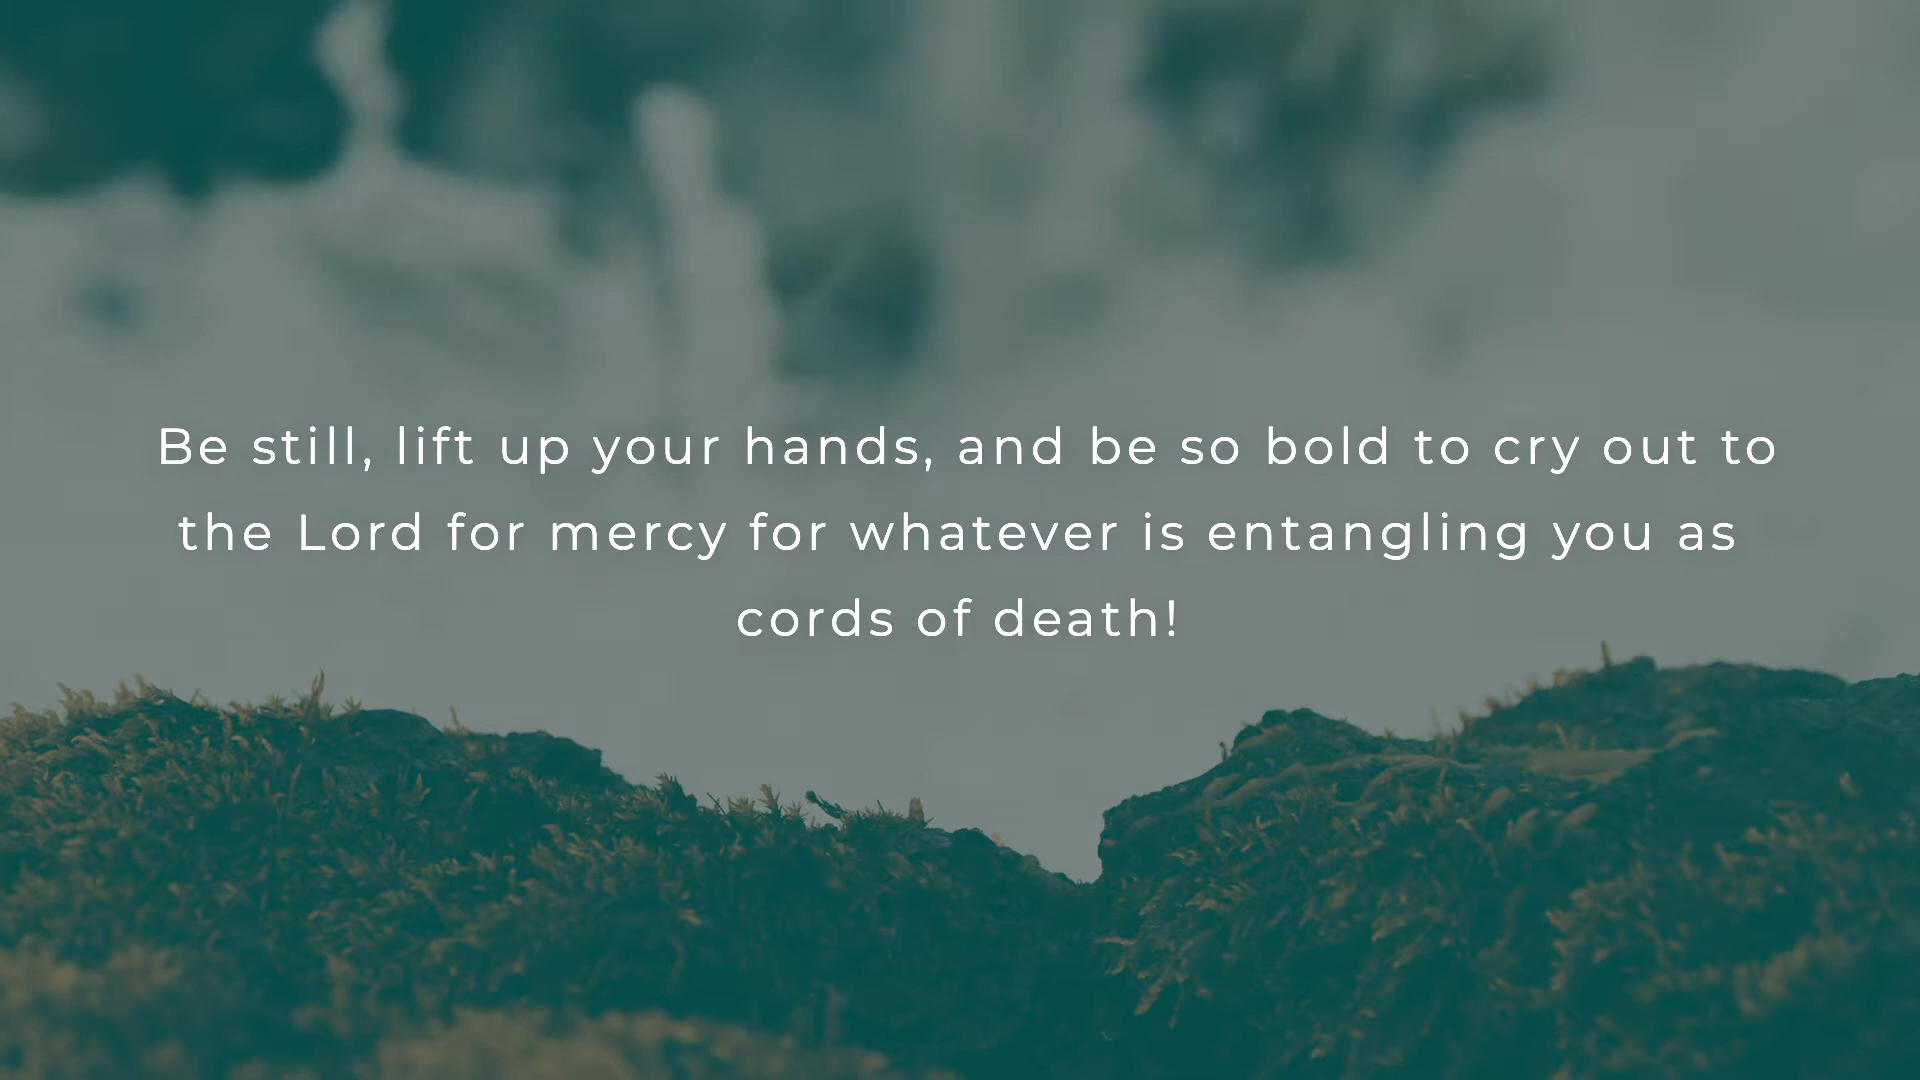 Be still, lift up your hands, and be so bold to cry out to
the Lord for mercy for whatever is entangling you as
cords of death!